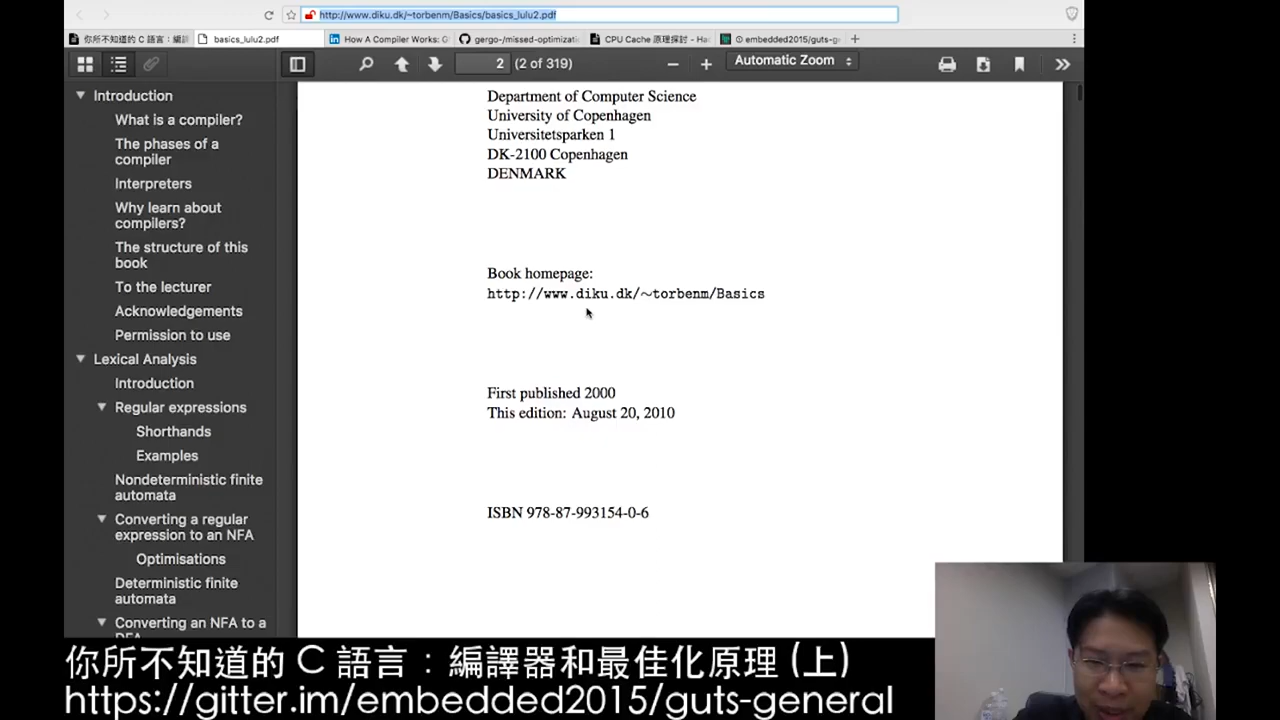 http://www.diku.dk/~torbenm/Basics/basics_lulu2.pdf
你所不知道的 C 語言: 編譯
basics_lulu2.pdf
How A Compiler Works: G
gergo-/missed-optimizati
CPU Cache 原理探討 - Ha
embedded2015/guts-g
2
(2 of 319)
Automatic Zoom
Introduction
What is a compiler?
The phases of a
compiler
Interpreters
Why learn about
compilers?
The structure of this
book
To the lecturer
Acknowledgements
Permission to use
Lexical Analysis
Introduction
Regular expressions
Shorthands
Examples
Nondeterministic finite
automata
Converting a regular
expression to an NFA
Optimisations
Deterministic finite
automata
Converting an NFA to a
DFA
Department of Computer Science
University of Copenhagen
Universitetsparken 1
DK-2100 Copenhagen
DENMARK
Book homepage:
http://www.diku.dk/∼torbenm/Basics
First published 2000
This edition: August 20, 2010
ISBN 978-87-993154-0-6
你所不知道的 C 語言：編譯器和最佳化原理 (上)
https://gitter.im/embedded2015/guts-general